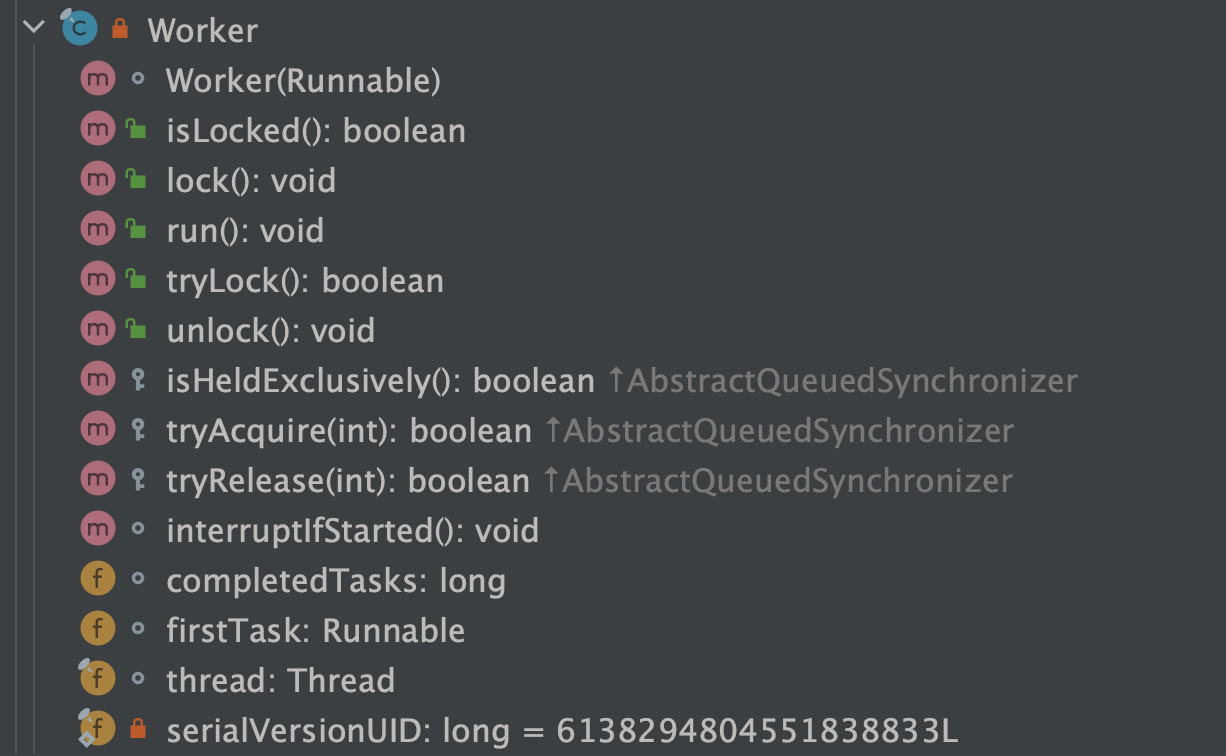 Worker
Worker(Runnable)
isLocked(): boolean
lock(): void
run(): void
tryLock(): boolean
unlock(): void
isHeldExclusively(): boolean ↑AbstractQueuedSynchronizer
tryAcquire(int): boolean ↑AbstractQueuedSynchronizer
tryRelease(int): boolean ↑AbstractQueuedSynchronizer
interruptIfStarted(): void
completedTasks: long
firstTask: Runnable
thread: Thread
serialVersionUID: long = 6138294804551838833L